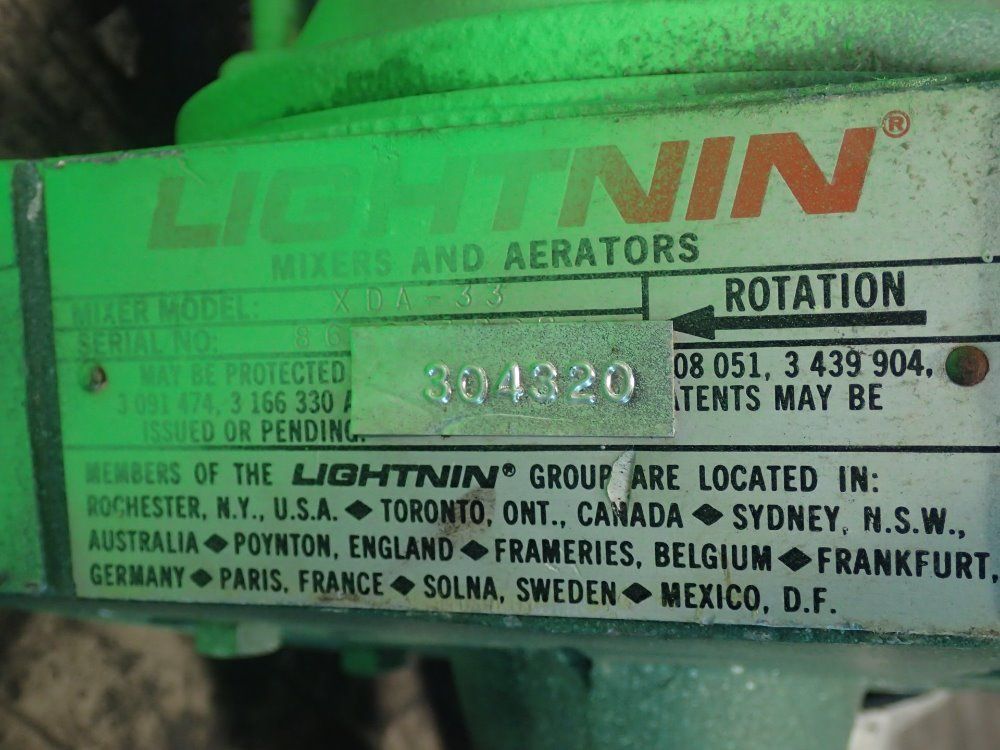 LIGHTNIN®
MIXERS AND AERATORS
MIXER MODEL: XDA-33
ROTATION
SERIAL NO: 86
304320
MAY BE PROTECTED 08 051, 3 439 904,
3 091 474, 3 166 330 ATENTS MAY BE
ISSUED OR PENDING.
MEMBERS OF THE LIGHTNIN® GROUP ARE LOCATED IN:
ROCHESTER, N.Y., U.S.A. ◆ TORONTO, ONT., CANADA ◆ SYDNEY, N.S.W.,
AUSTRALIA ◆ POYNTON, ENGLAND ◆ FRAMERIES, BELGIUM ◆ FRANKFURT,
GERMANY ◆ PARIS, FRANCE ◆ SOLNA, SWEDEN ◆ MEXICO, D.F.